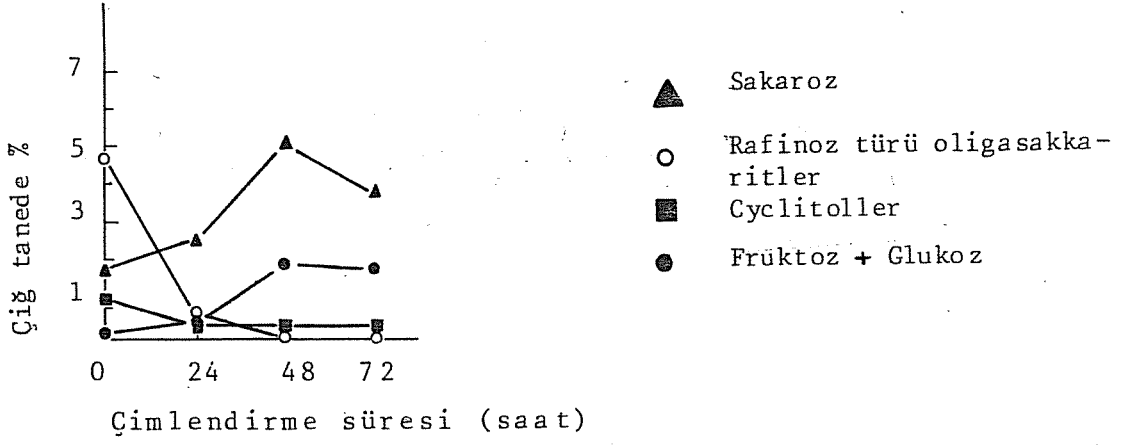 7
5
3
1
Çiğ tanede %
0 24 48 72
Çimlendirme süresi (saat)
Sakaroz
Rafinoz türü oligasakka-
ritler
Cyclitoller
Früktoz + Glukoz